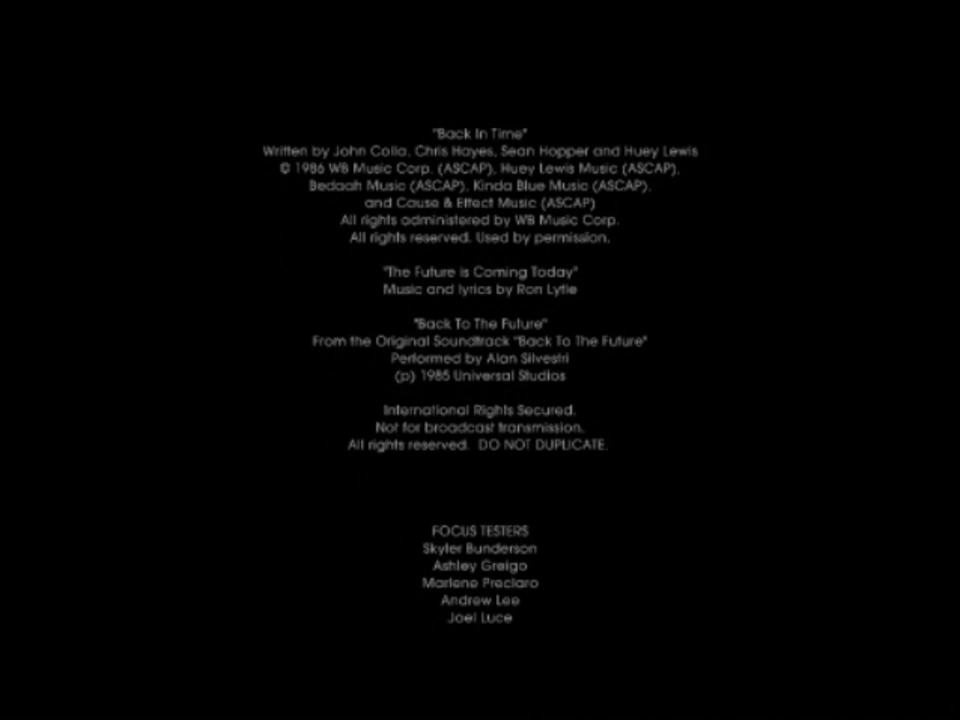 "Back In Time"
Written by John Colla, Chris Hayes, Sean Hopper and Huey Lewis
© 1986 WB Music Corp. (ASCAP), Huey Lewis Music (ASCAP),
Bedaah Music (ASCAP), Kinda Blue Music (ASCAP),
and Cause & Effect Music (ASCAP)
All rights administered by WB Music Corp.
All rights reserved. Used by permission.
"The Future is Coming Today"
Music and lyrics by Ron Lytle
"Back To The Future"
From the Original Soundtrack "Back To The Future"
Performed by Alan Silvestri
(p) 1985 Universal Studios
International Rights Secured.
Not for broadcast transmission.
All rights reserved. DO NOT DUPLICATE.
FOCUS TESTERS
Skyler Bunderson
Ashley Greigo
Marlene Preclaro
Andrew Lee
Joel Luce